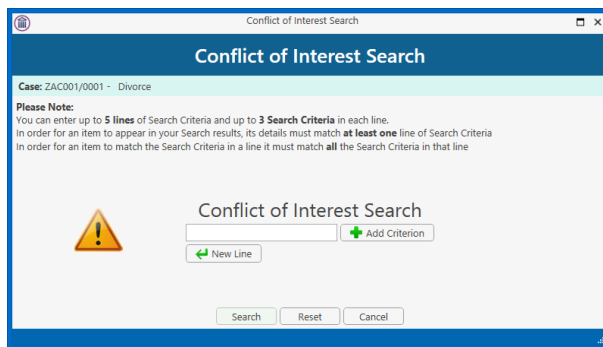 Conflict of Interest Search
Conflict of Interest Search
Case: ZAC001/0001 - Divorce
Please Note:
You can enter up to 5 lines of Search Criteria and up to 3 Search Criteria in each line.
In order for an item to appear in your Search results, its details must match at least one line of Search Criteria
In order for an item to match the Search Criteria in a line it must match all the Search Criteria in that line
Conflict of Interest Search
Add Criterion
New Line
Search Reset Cancel